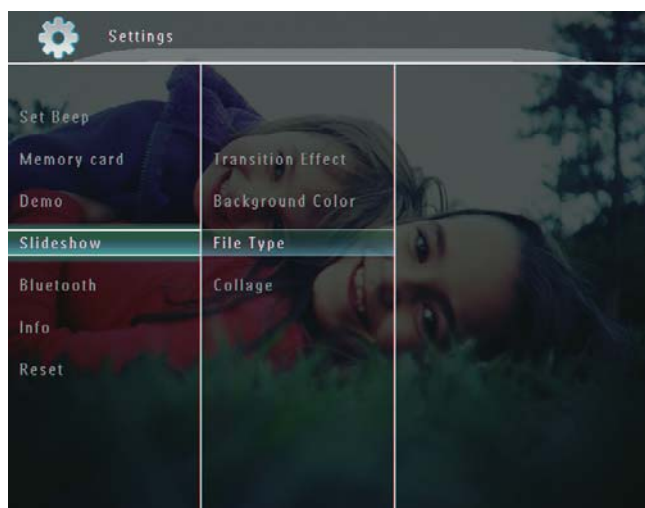 Settings
Set Beep
Memory card
Demo
Slideshow
Bluetooth
Info
Reset
Transition Effect
Background Color
File Type
Collage